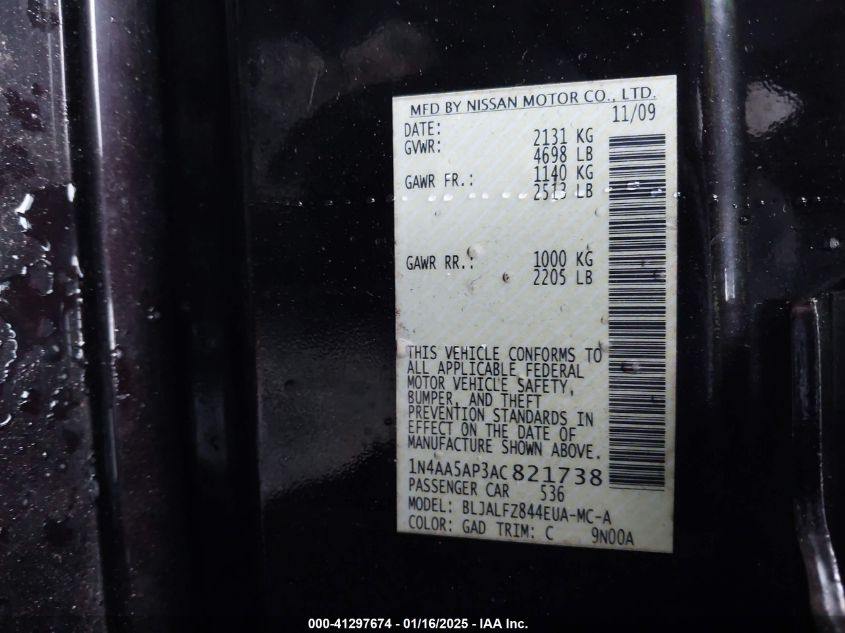 MFD BY NISSAN MOTOR CO., LTD.
DATE: 11/09
GVWR: 2131 KG
4698 LB
GAWR FR.: 1140 KG
2513 LB
GAWR RR.: 1000 KG
2205 LB
THIS VEHICLE CONFORMS TO
ALL APPLICABLE FEDERAL
MOTOR VEHICLE SAFETY,
BUMPER, AND THEFT
PREVENTION STANDARDS IN
EFFECT ON THE DATE OF
MANUFACTURE SHOWN ABOVE.
1N4AA5AP3AC821738
PASSENGER CAR 536
MODEL: BLJALFZ844EUA-MC-A
COLOR: GAD TRIM: C 9N00A
000-41297674 - 01/16/2025 - IAA Inc.